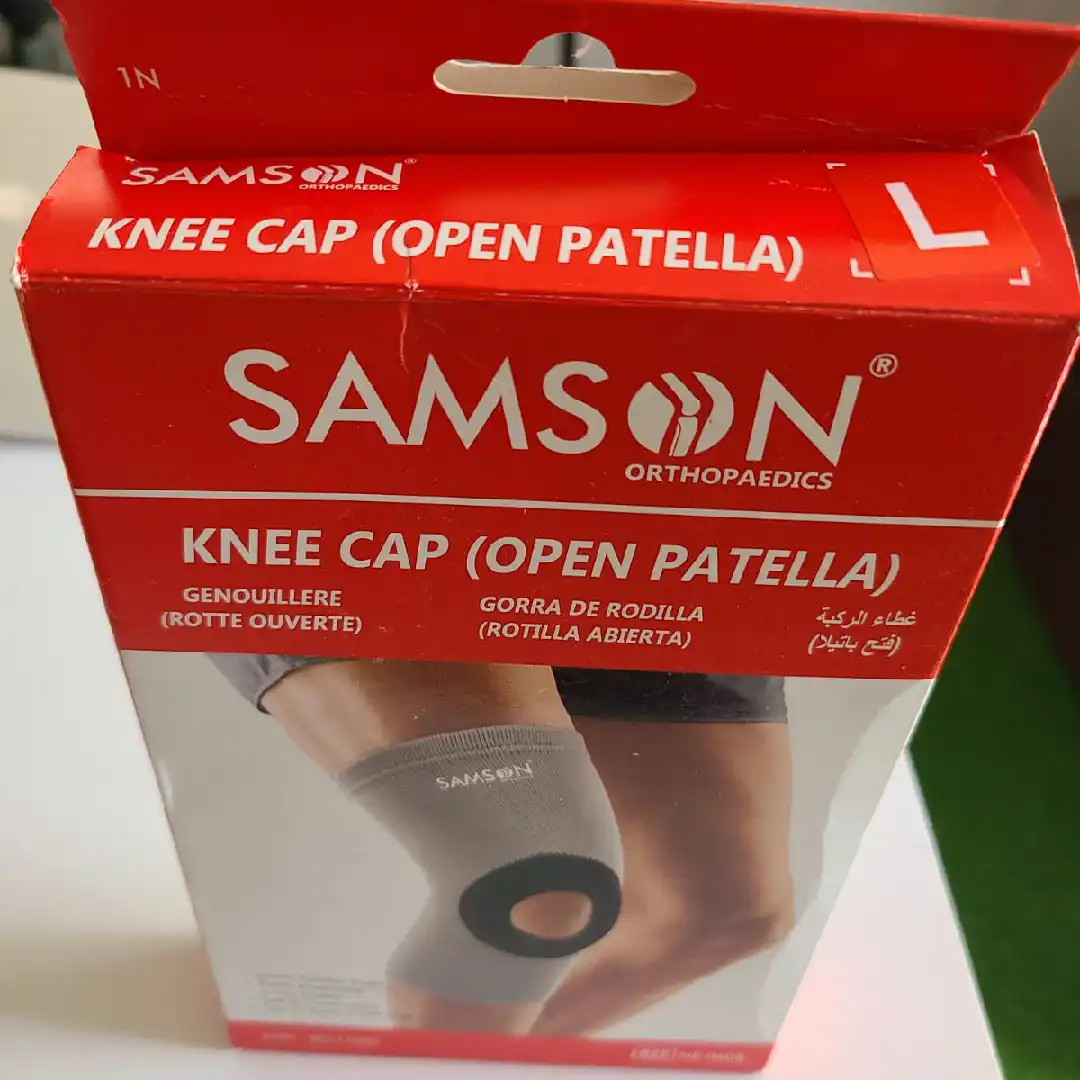 1N
SAMSON®
ORTHOPAEDICS
KNEE CAP (OPEN PATELLA)
L
SAMSON®
ORTHOPAEDICS
KNEE CAP (OPEN PATELLA)
GENOUILLERE
(ROTTE OUVERTE)
GORRA DE RODILLA
(ROTILLA ABIERTA)
غطاء الركبة
(فتح باتيلا)
SAMSON